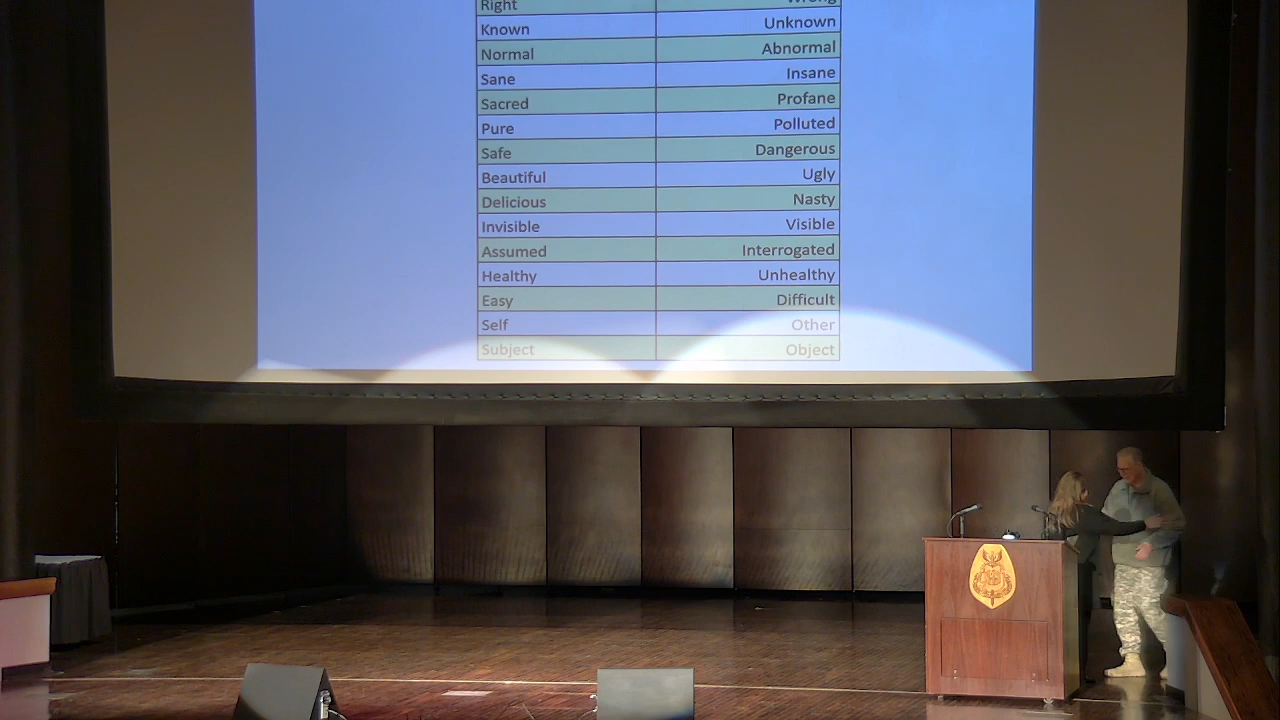 Right Wrong
Known Unknown
Normal Abnormal
Sane Insane
Sacred Profane
Pure Polluted
Safe Dangerous
Beautiful Ugly
Delicious Nasty
Invisible Visible
Assumed Interrogated
Healthy Unhealthy
Easy Difficult
Self Other
Subject Object